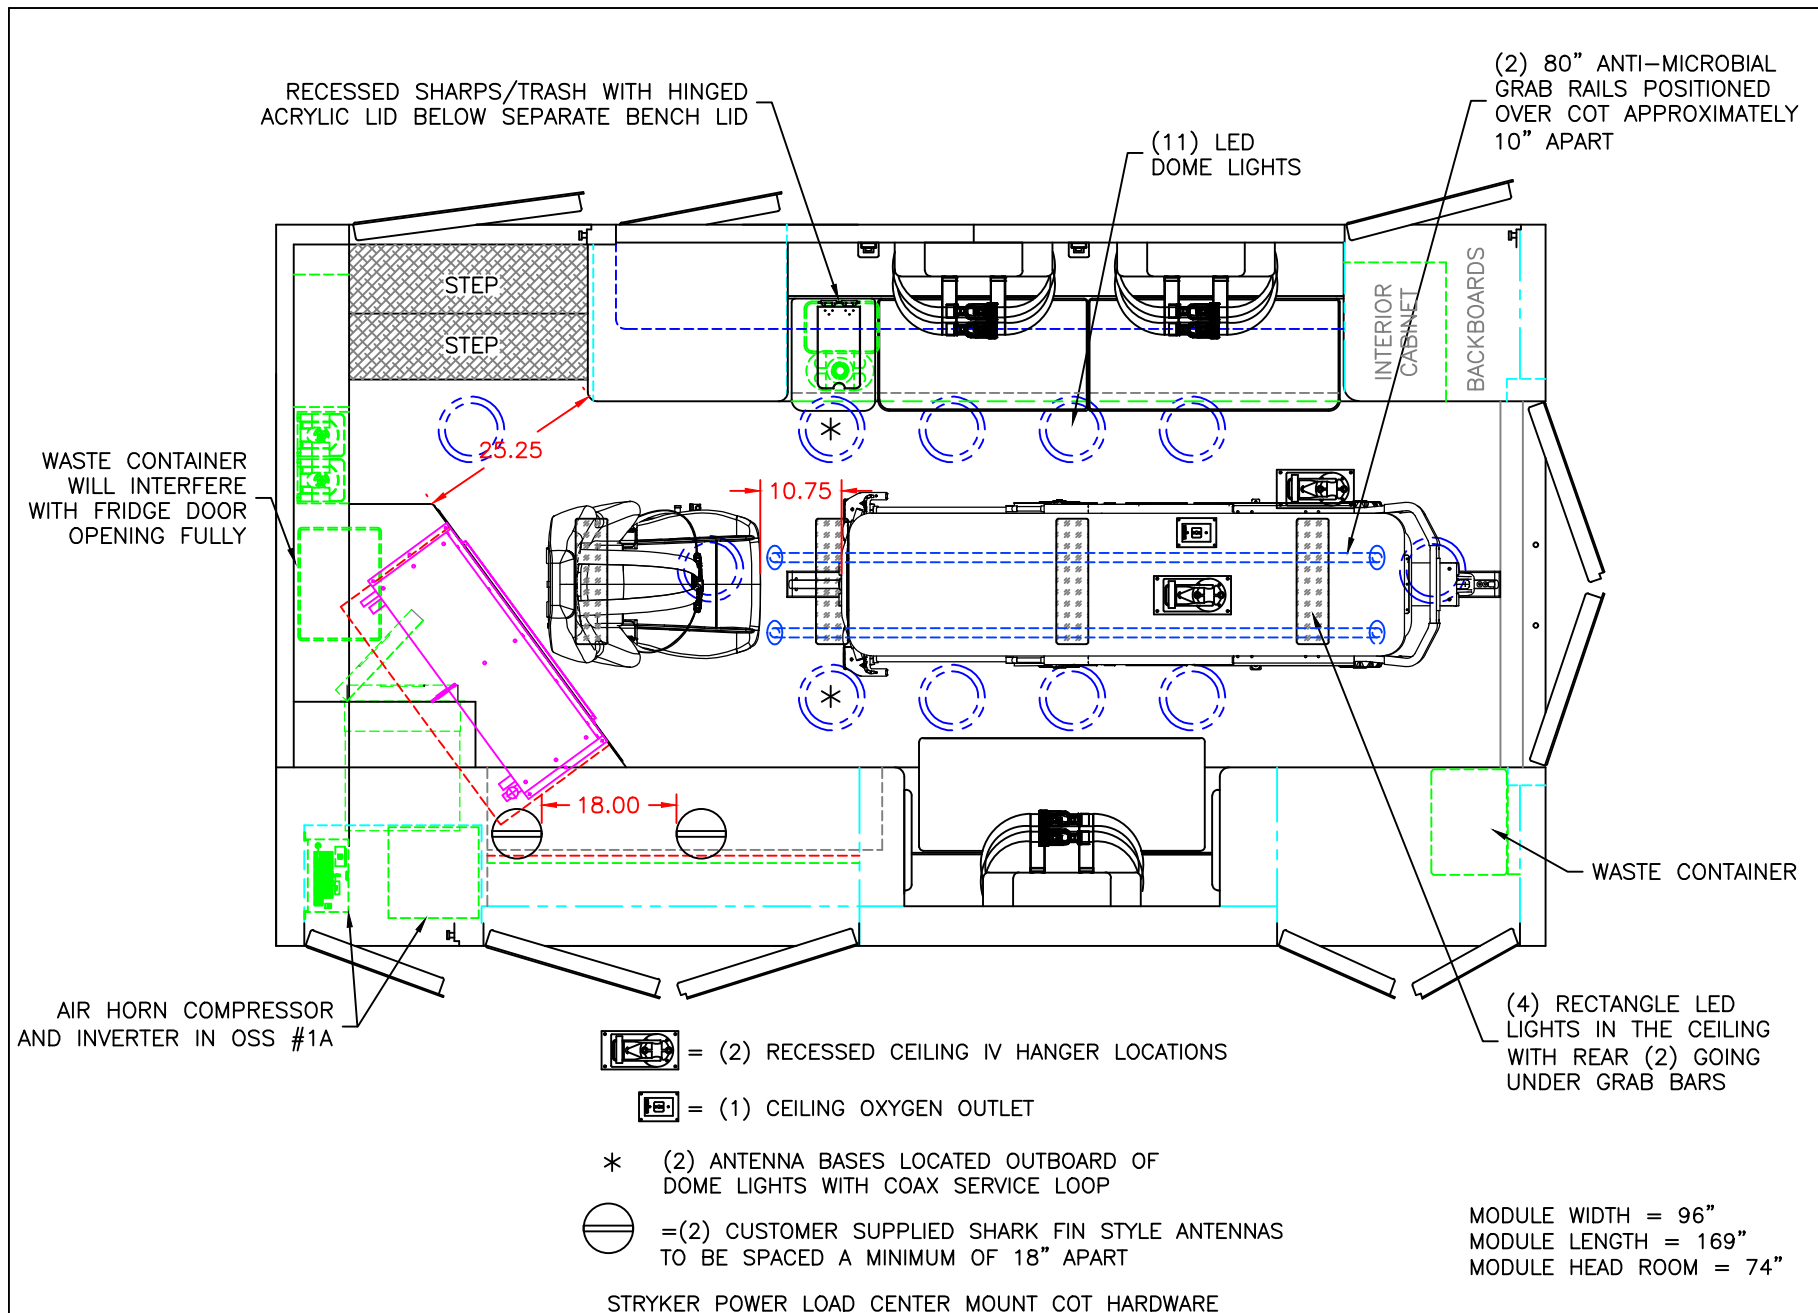 RECESSED SHARPS/TRASH WITH HINGED
ACRYLIC LID BELOW SEPARATE BENCH LID
(11) LED
DOME LIGHTS
(2) 80" ANTI-MICROBIAL
GRAB RAILS POSITIONED
OVER COT APPROXIMATELY
10" APART
STEP
STEP
INTERIOR
CABINET
BACKBOARDS
25.25
10.75
WASTE CONTAINER
WILL INTERFERE
WITH FRIDGE DOOR
OPENING FULLY
18.00
WASTE CONTAINER
AIR HORN COMPRESSOR
AND INVERTER IN OSS #1A
(4) RECTANGLE LED
LIGHTS IN THE CEILING
WITH REAR (2) GOING
UNDER GRAB BARS
= (2) RECESSED CEILING IV HANGER LOCATIONS
= (1) CEILING OXYGEN OUTLET
(2) ANTENNA BASES LOCATED OUTBOARD OF
DOME LIGHTS WITH COAX SERVICE LOOP
=(2) CUSTOMER SUPPLIED SHARK FIN STYLE ANTENNAS
TO BE SPACED A MINIMUM OF 18" APART
STRYKER POWER LOAD CENTER MOUNT COT HARDWARE
MODULE WIDTH = 96"
MODULE LENGTH = 169"
MODULE HEAD ROOM = 74"